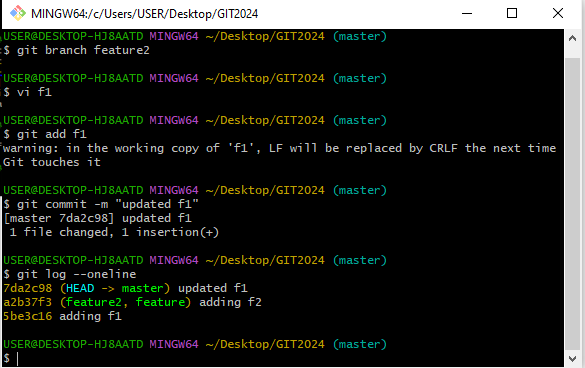 MINGW64:/c/Users/USER/Desktop/GIT2024
USER@DESKTOP-HJ8AATD MINGW64 ~/Desktop/GIT2024 (master)
$ git branch feature2
USER@DESKTOP-HJ8AATD MINGW64 ~/Desktop/GIT2024 (master)
$ vi f1
USER@DESKTOP-HJ8AATD MINGW64 ~/Desktop/GIT2024 (master)
$ git add f1
warning: in the working copy of 'f1', LF will be replaced by CRLF the next time
Git touches it
USER@DESKTOP-HJ8AATD MINGW64 ~/Desktop/GIT2024 (master)
$ git commit -m "updated f1"
[master 7da2c98] updated f1
1 file changed, 1 insertion(+)
USER@DESKTOP-HJ8AATD MINGW64 ~/Desktop/GIT2024 (master)
$ git log --oneline
7da2c98 (HEAD -> master) updated f1
a2b37f3 (feature2, feature) adding f2
5be3c16 adding f1
USER@DESKTOP-HJ8AATD MINGW64 ~/Desktop/GIT2024 (master)
$